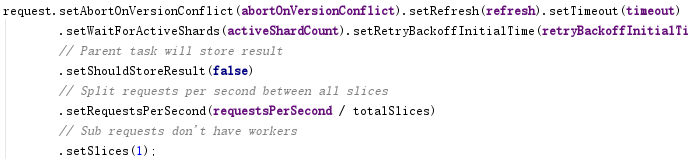 request.setAbortOnVersionConflict(abortOnVersionConflict).setRefresh(refresh).setTimeout(timeout)
.setWaitForActiveShards(activeShardCount).setRetryBackoffInitialTime(retryBackoffInitialTi
// Parent task will store result
.setShouldStoreResult(false)
// Split requests per second between all slices
.setRequestsPerSecond(requestsPerSecond / totalSlices)
// Sub requests don't have workers
.setSlices(1);